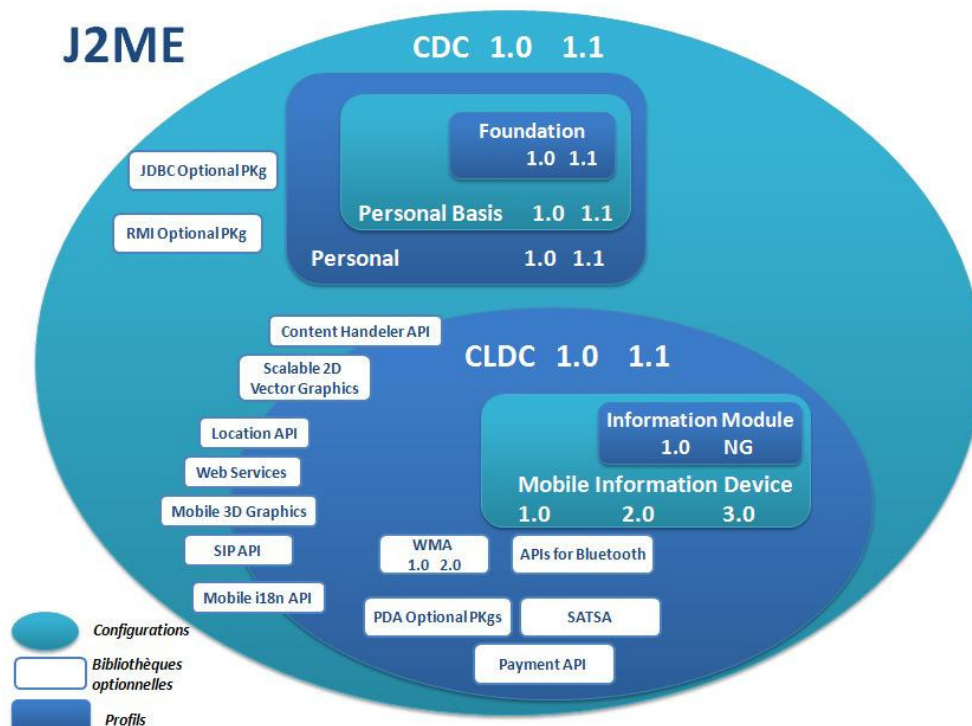 J2ME
CDC 1.0 1.1
Foundation
1.0 1.1
Personal Basis 1.0 1.1
Personal 1.0 1.1
JDBC Optional PKg
RMI Optional PKg
CLDC 1.0 1.1
Content Handeler API
Scalable 2D
Vector Graphics
Location API
Web Services
Mobile 3D Graphics
SIP API
Mobile i18n API
Information Module
1.0 NG
Mobile Information Device
1.0 2.0 3.0
WMA
1.0 2.0
APIs for Bluetooth
PDA Optional PKgs
SATSA
Payment API
Configurations
Bibliothèques
optionnelles
Profils